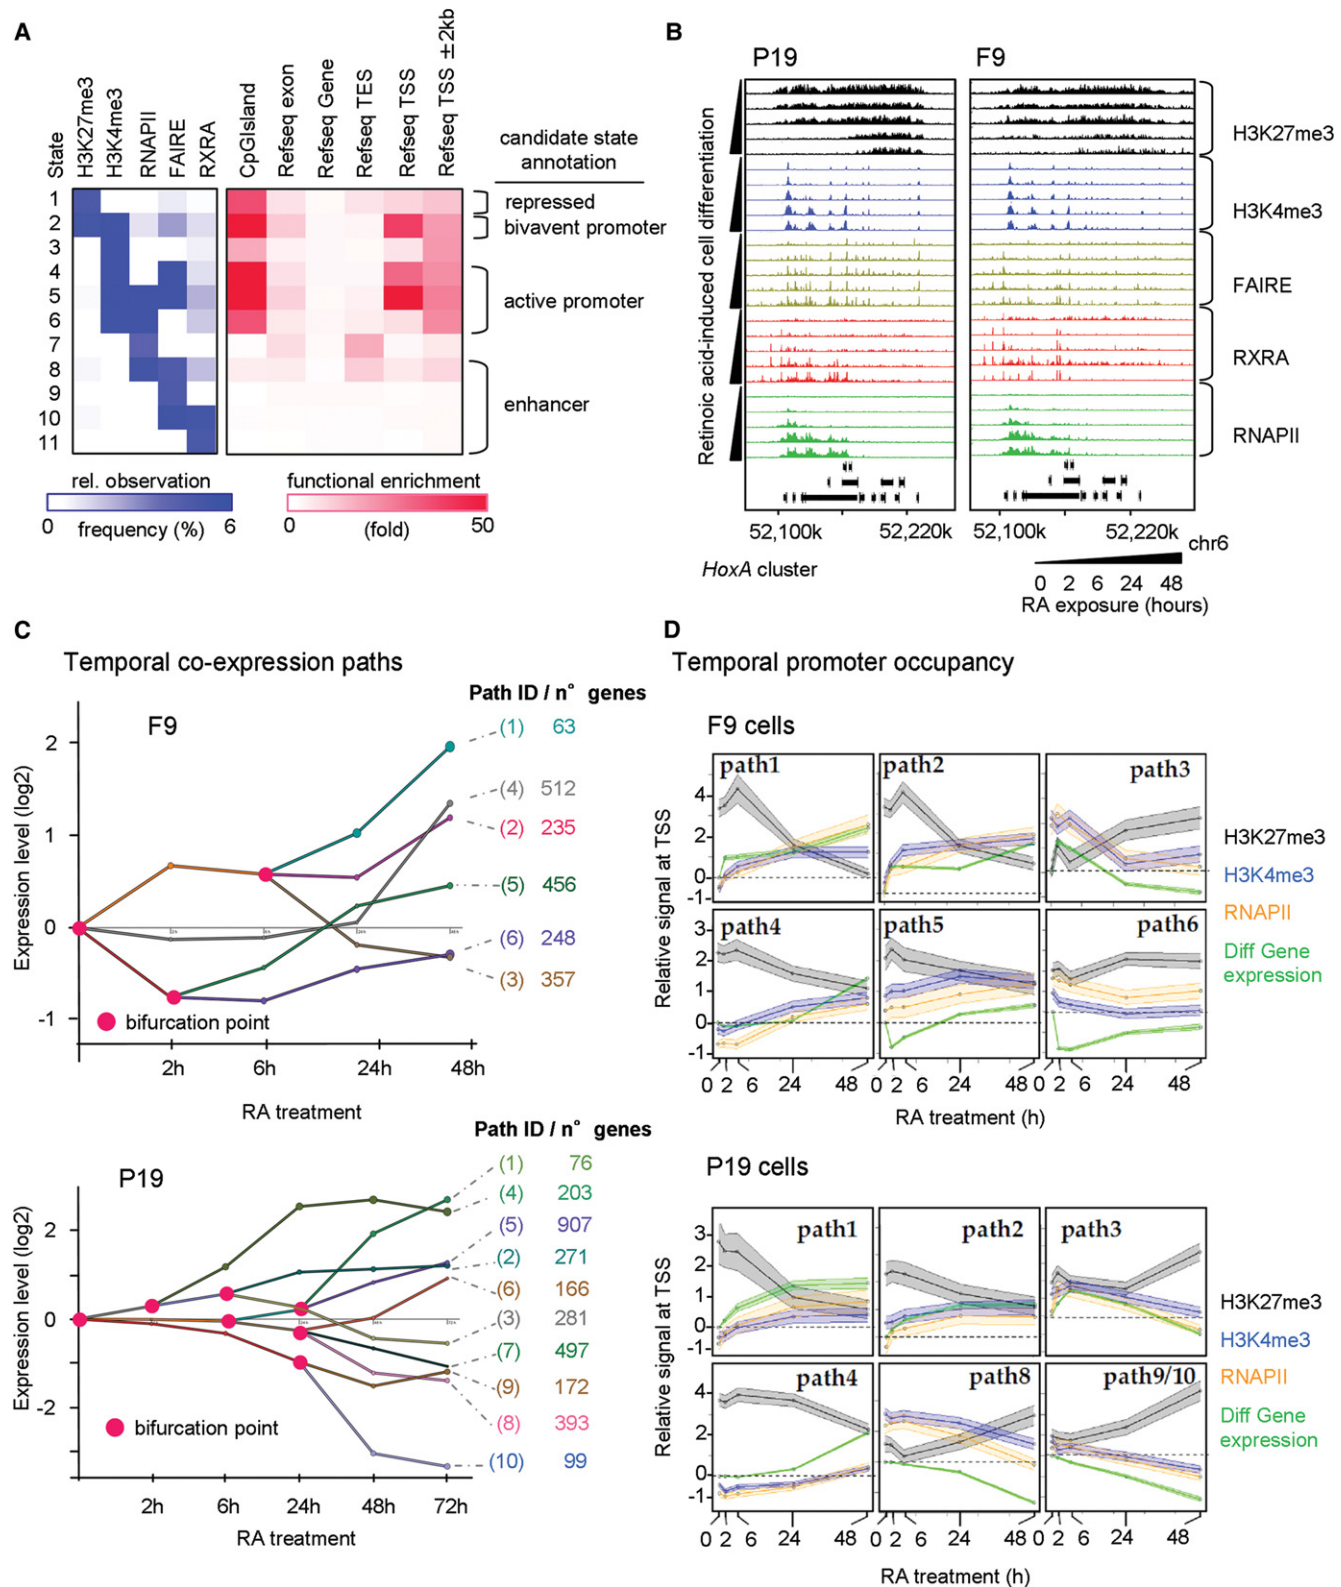 A
State
H3K27me3
H3K4me3
RNAPII
FAIRE
RXRA
CpGIsland
Refseq exon
Refseq Gene
Refseq TES
Refseq TSS
Refseq TSS ±2kb
candidate state
annotation
1
2
3
4
5
6
7
8
9
10
11
repressed
bivavent promoter
active promoter
enhancer
rel. observation
0 6
frequency (%)
functional enrichment
0 50
(fold)
B
P19 F9
Retinoic acid-induced cell differentiation
H3K27me3
H3K4me3
FAIRE
RXRA
RNAPII
52,100k 52,220k 52,100k 52,220k
chr6
HoxA cluster
0 2 6 24 48
RA exposure (hours)
C
Temporal co-expression paths
Path ID / n° genes
F9
Expression level (log2)
2
1
0
-1
(1) 63
(4) 512
(2) 235
(5) 456
(6) 248
(3) 357
bifurcation point
2h 6h 24h 48h
RA treatment
Path ID / n° genes
P19
Expression level (log2)
2
0
-2
(1) 76
(4) 203
(5) 907
(2) 271
(6) 166
(3) 281
(7) 497
(9) 172
(8) 393
(10) 99
bifurcation point
2h 6h 24h 48h 72h
RA treatment
D
Temporal promoter occupancy
F9 cells
Relative signal at TSS
path1 path2 path3
4
2
0
-1
path4 path5 path6
3
2
1
0
-1
0 2 6 24 48 0 2 6 24 48 0 2 6 24 48
RA treatment (h)
H3K27me3
H3K4me3
RNAPII
Diff Gene
expression
P19 cells
Relative signal at TSS
path1 path2 path3
3
2
1
0
-1
path4 path8 path9/10
4
2
0
-1
0 2 6 24 48 0 2 6 24 48 0 2 6 24 48
RA treatment (h)
H3K27me3
H3K4me3
RNAPII
Diff Gene
expression